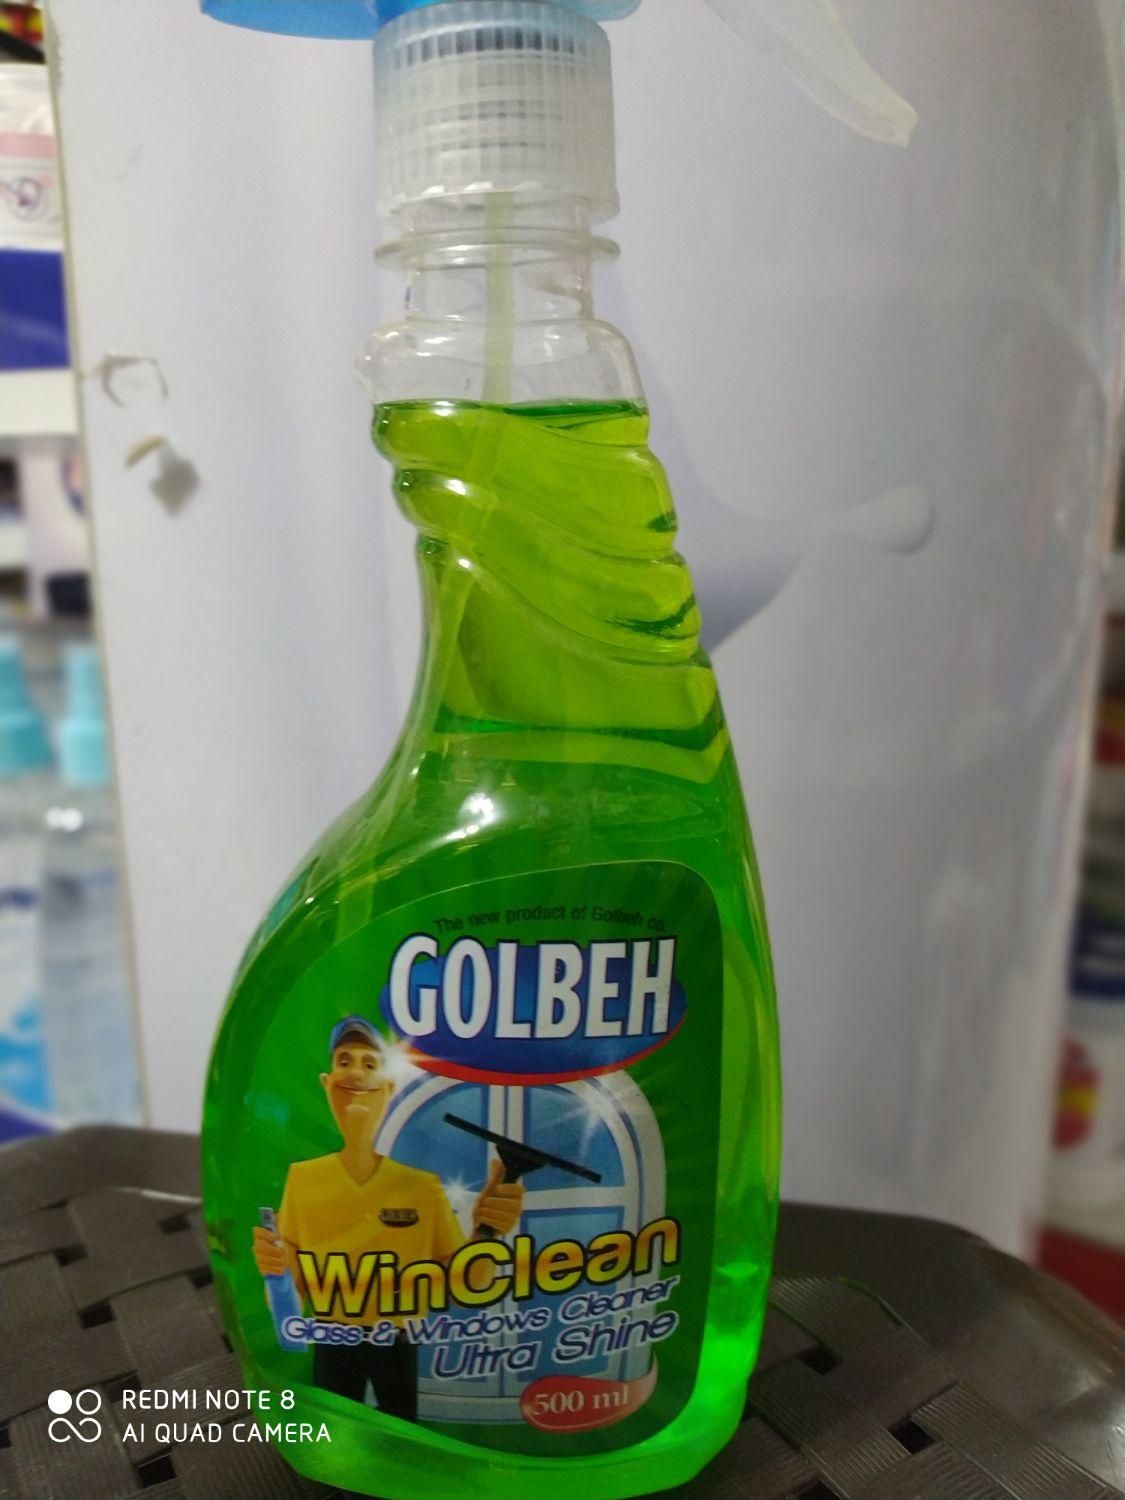 The new product of Golbeh co.
GOLBEH
WinClean
Glass & Windows Cleaner
Ultra Shine
500 ml
REDMI NOTE 8
AI QUAD CAMERA